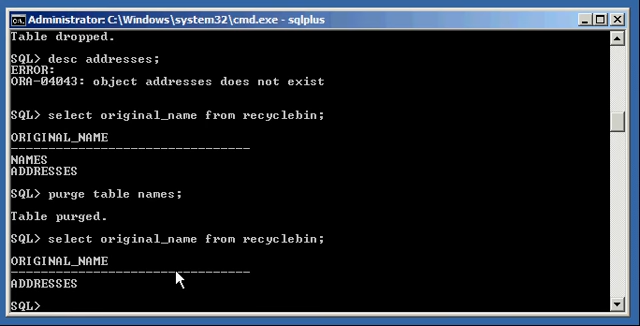 Administrator: C:\Windows\system32\cmd.exe - sqlplus
Table dropped.
SQL> desc addresses;
ERROR:
ORA-04043: object addresses does not exist
SQL> select original_name from recyclebin;
ORIGINAL_NAME
--------------------------------
NAMES
ADDRESSES
SQL> purge table names;
Table purged.
SQL> select original_name from recyclebin;
ORIGINAL_NAME
--------------------------------
ADDRESSES
SQL>